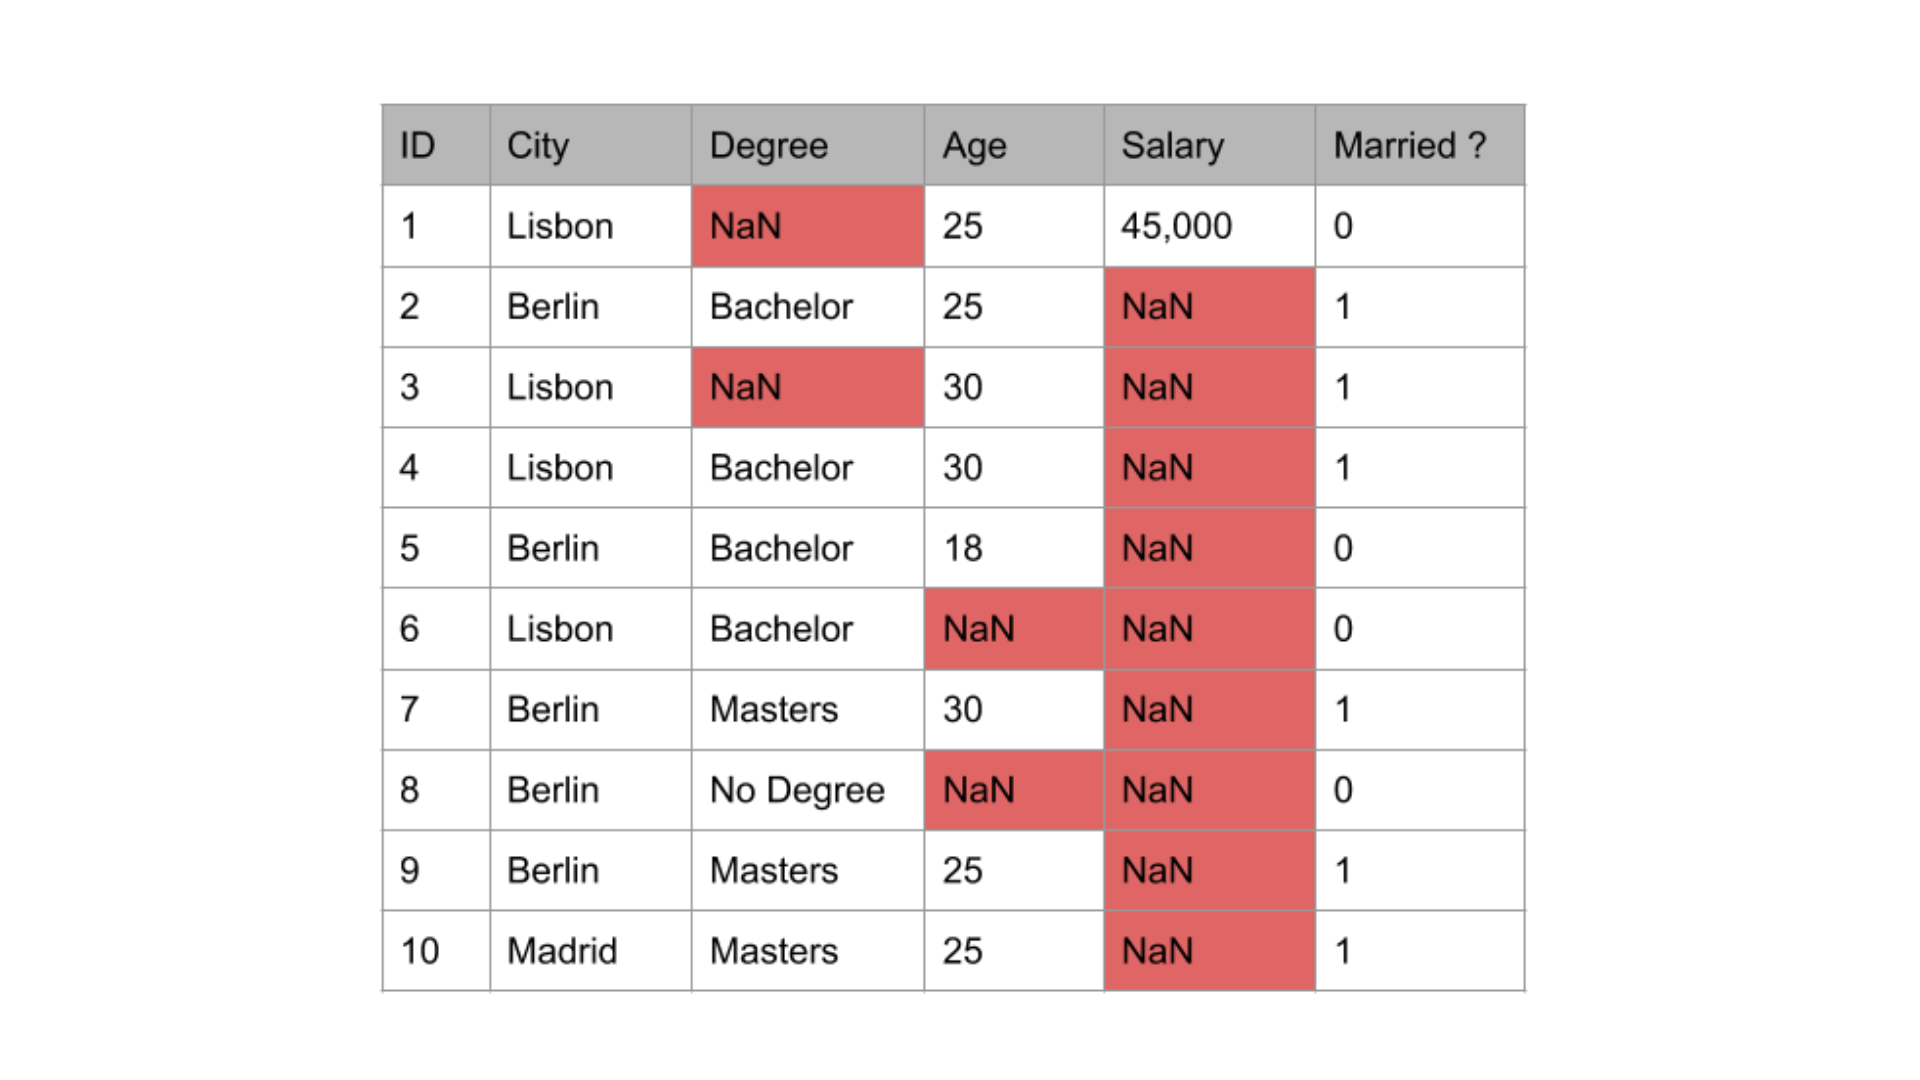 ID City Degree Age Salary Married ?
1 Lisbon NaN 25 45,000 0
2 Berlin Bachelor 25 NaN 1
3 Lisbon NaN 30 NaN 1
4 Lisbon Bachelor 30 NaN 1
5 Berlin Bachelor 18 NaN 0
6 Lisbon Bachelor NaN NaN 0
7 Berlin Masters 30 NaN 1
8 Berlin No Degree NaN NaN 0
9 Berlin Masters 25 NaN 1
10 Madrid Masters 25 NaN 1